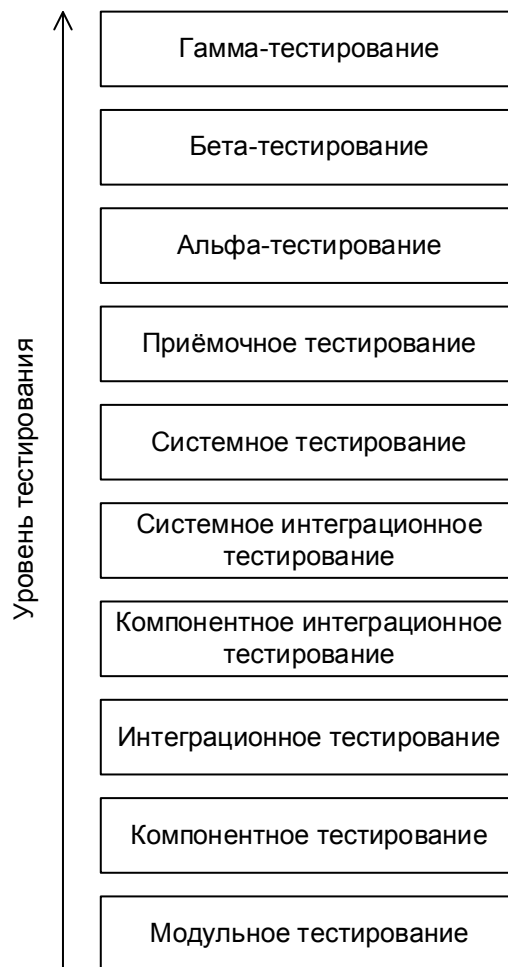 Гамма-тестирование
Бета-тестирование
Альфа-тестирование
Приёмочное тестирование
Системное тестирование
Системное интеграционное
тестирование
Компонентное интеграционное
тестирование
Интеграционное тестирование
Компонентное тестирование
Модульное тестирование
Уровень тестирования